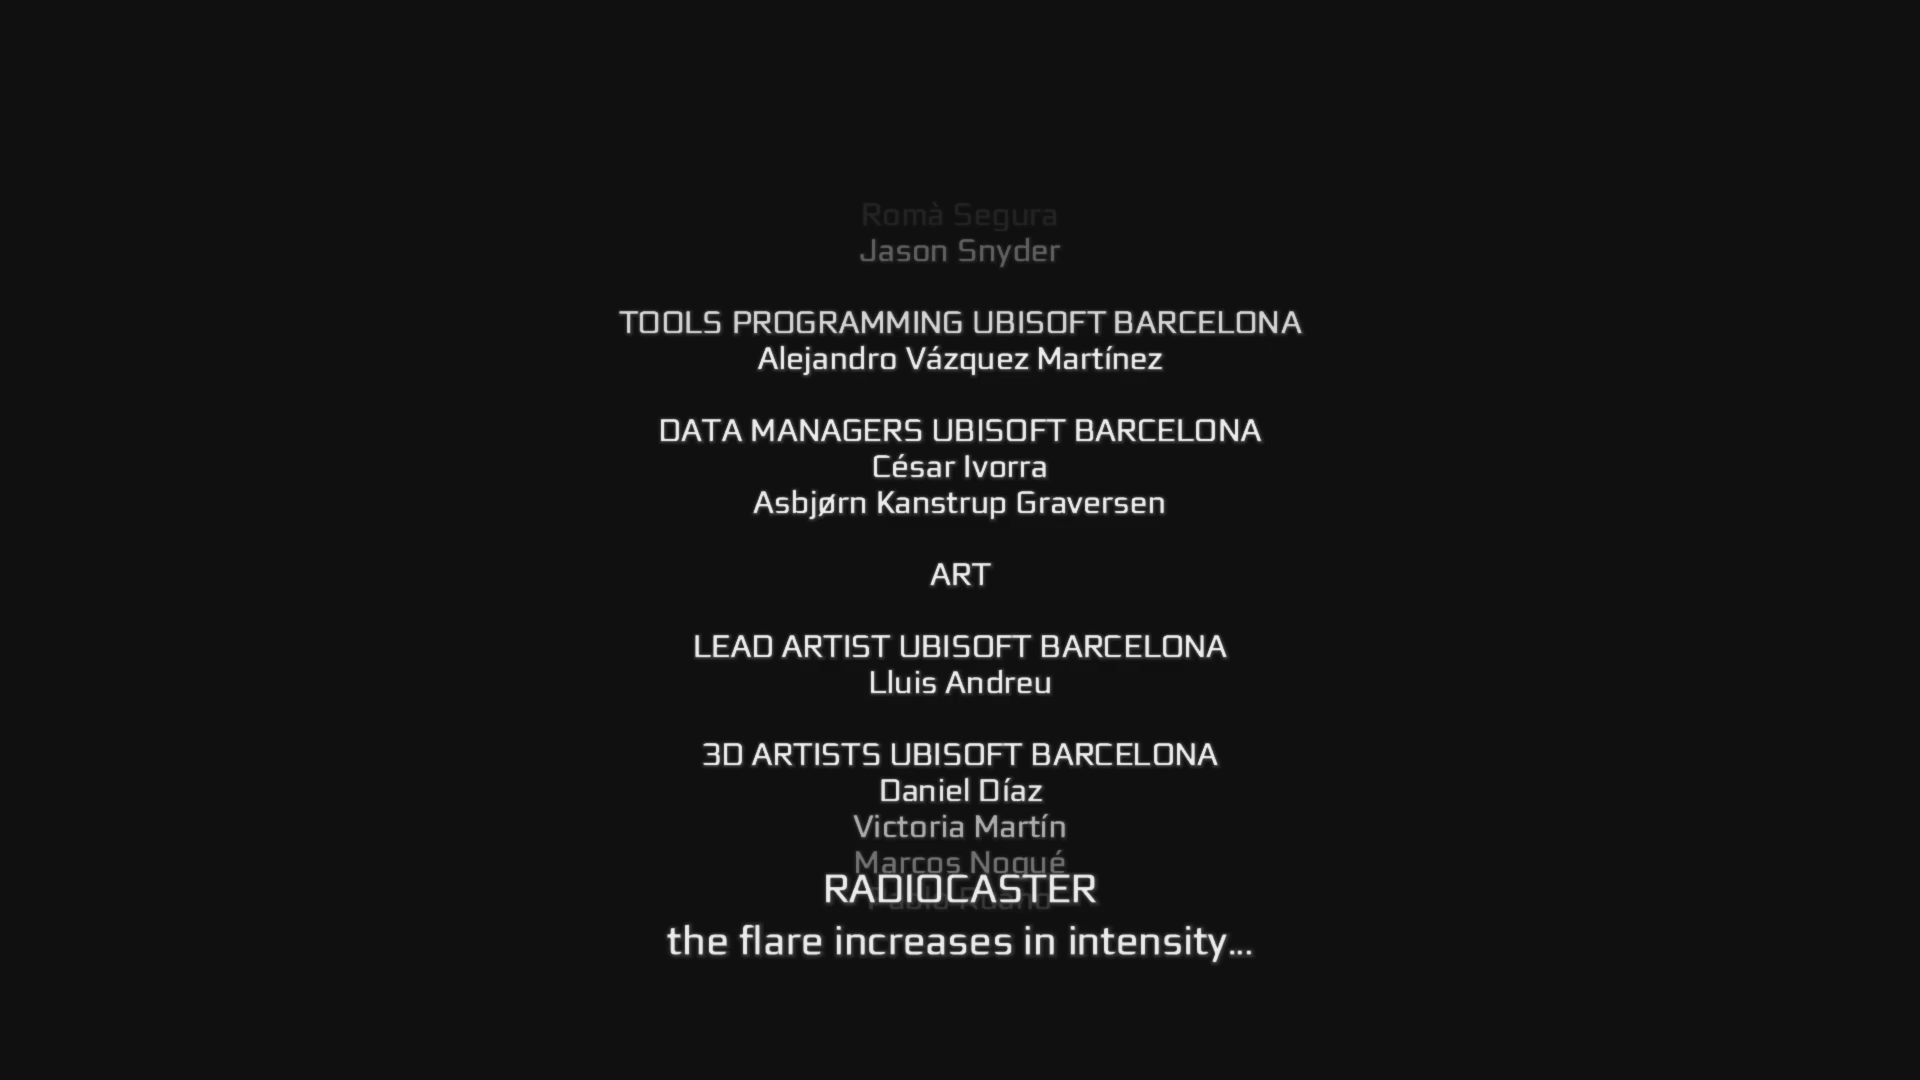 Romà Segura
Jason Snyder
TOOLS PROGRAMMING UBISOFT BARCELONA
Alejandro Vázquez Martínez
DATA MANAGERS UBISOFT BARCELONA
César Ivorra
Asbjørn Kanstrup Graversen
ART
LEAD ARTIST UBISOFT BARCELONA
Lluis Andreu
3D ARTISTS UBISOFT BARCELONA
Daniel Díaz
Victoria Martín
Marcos Nogué
RADIOCASTER
the flare increases in intensity...